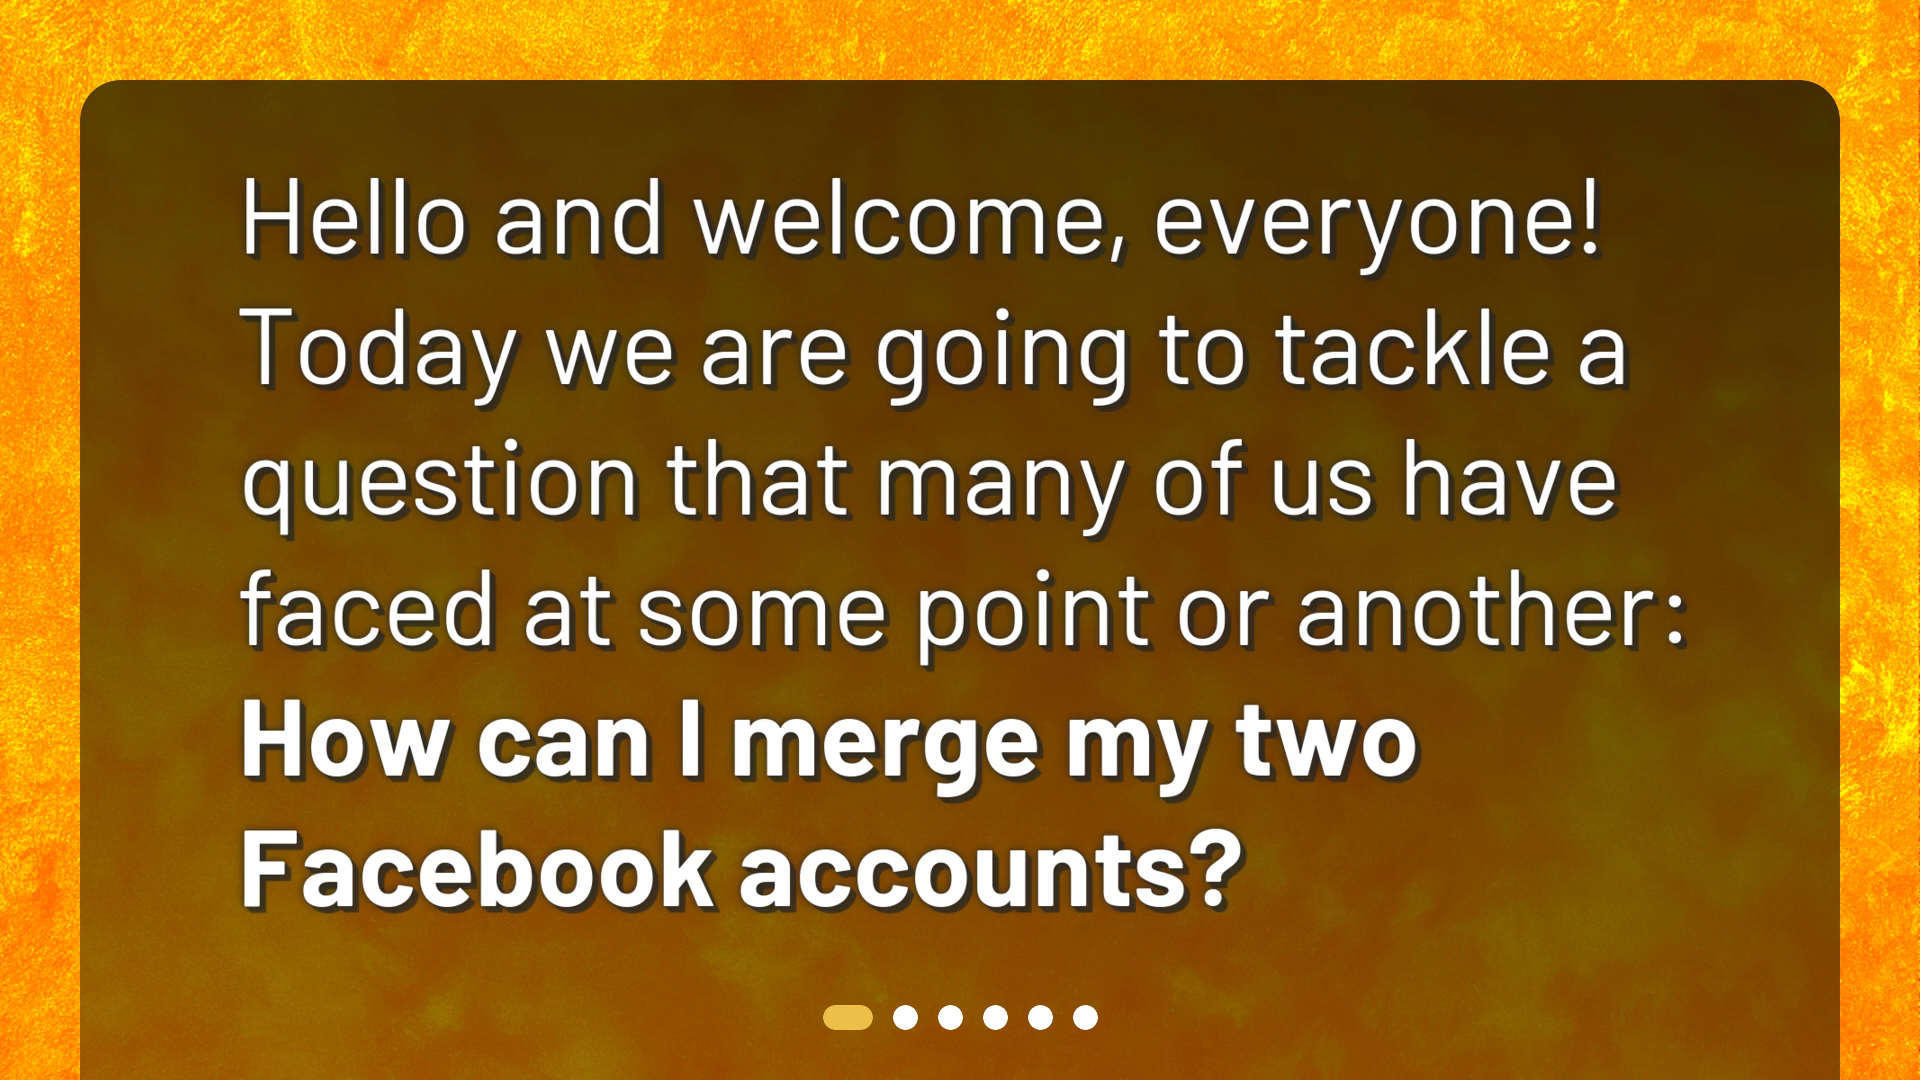 Hello and welcome, everyone!
Today we are going to tackle a
question that many of us have
faced at some point or another:
How can I merge my two
Facebook accounts?